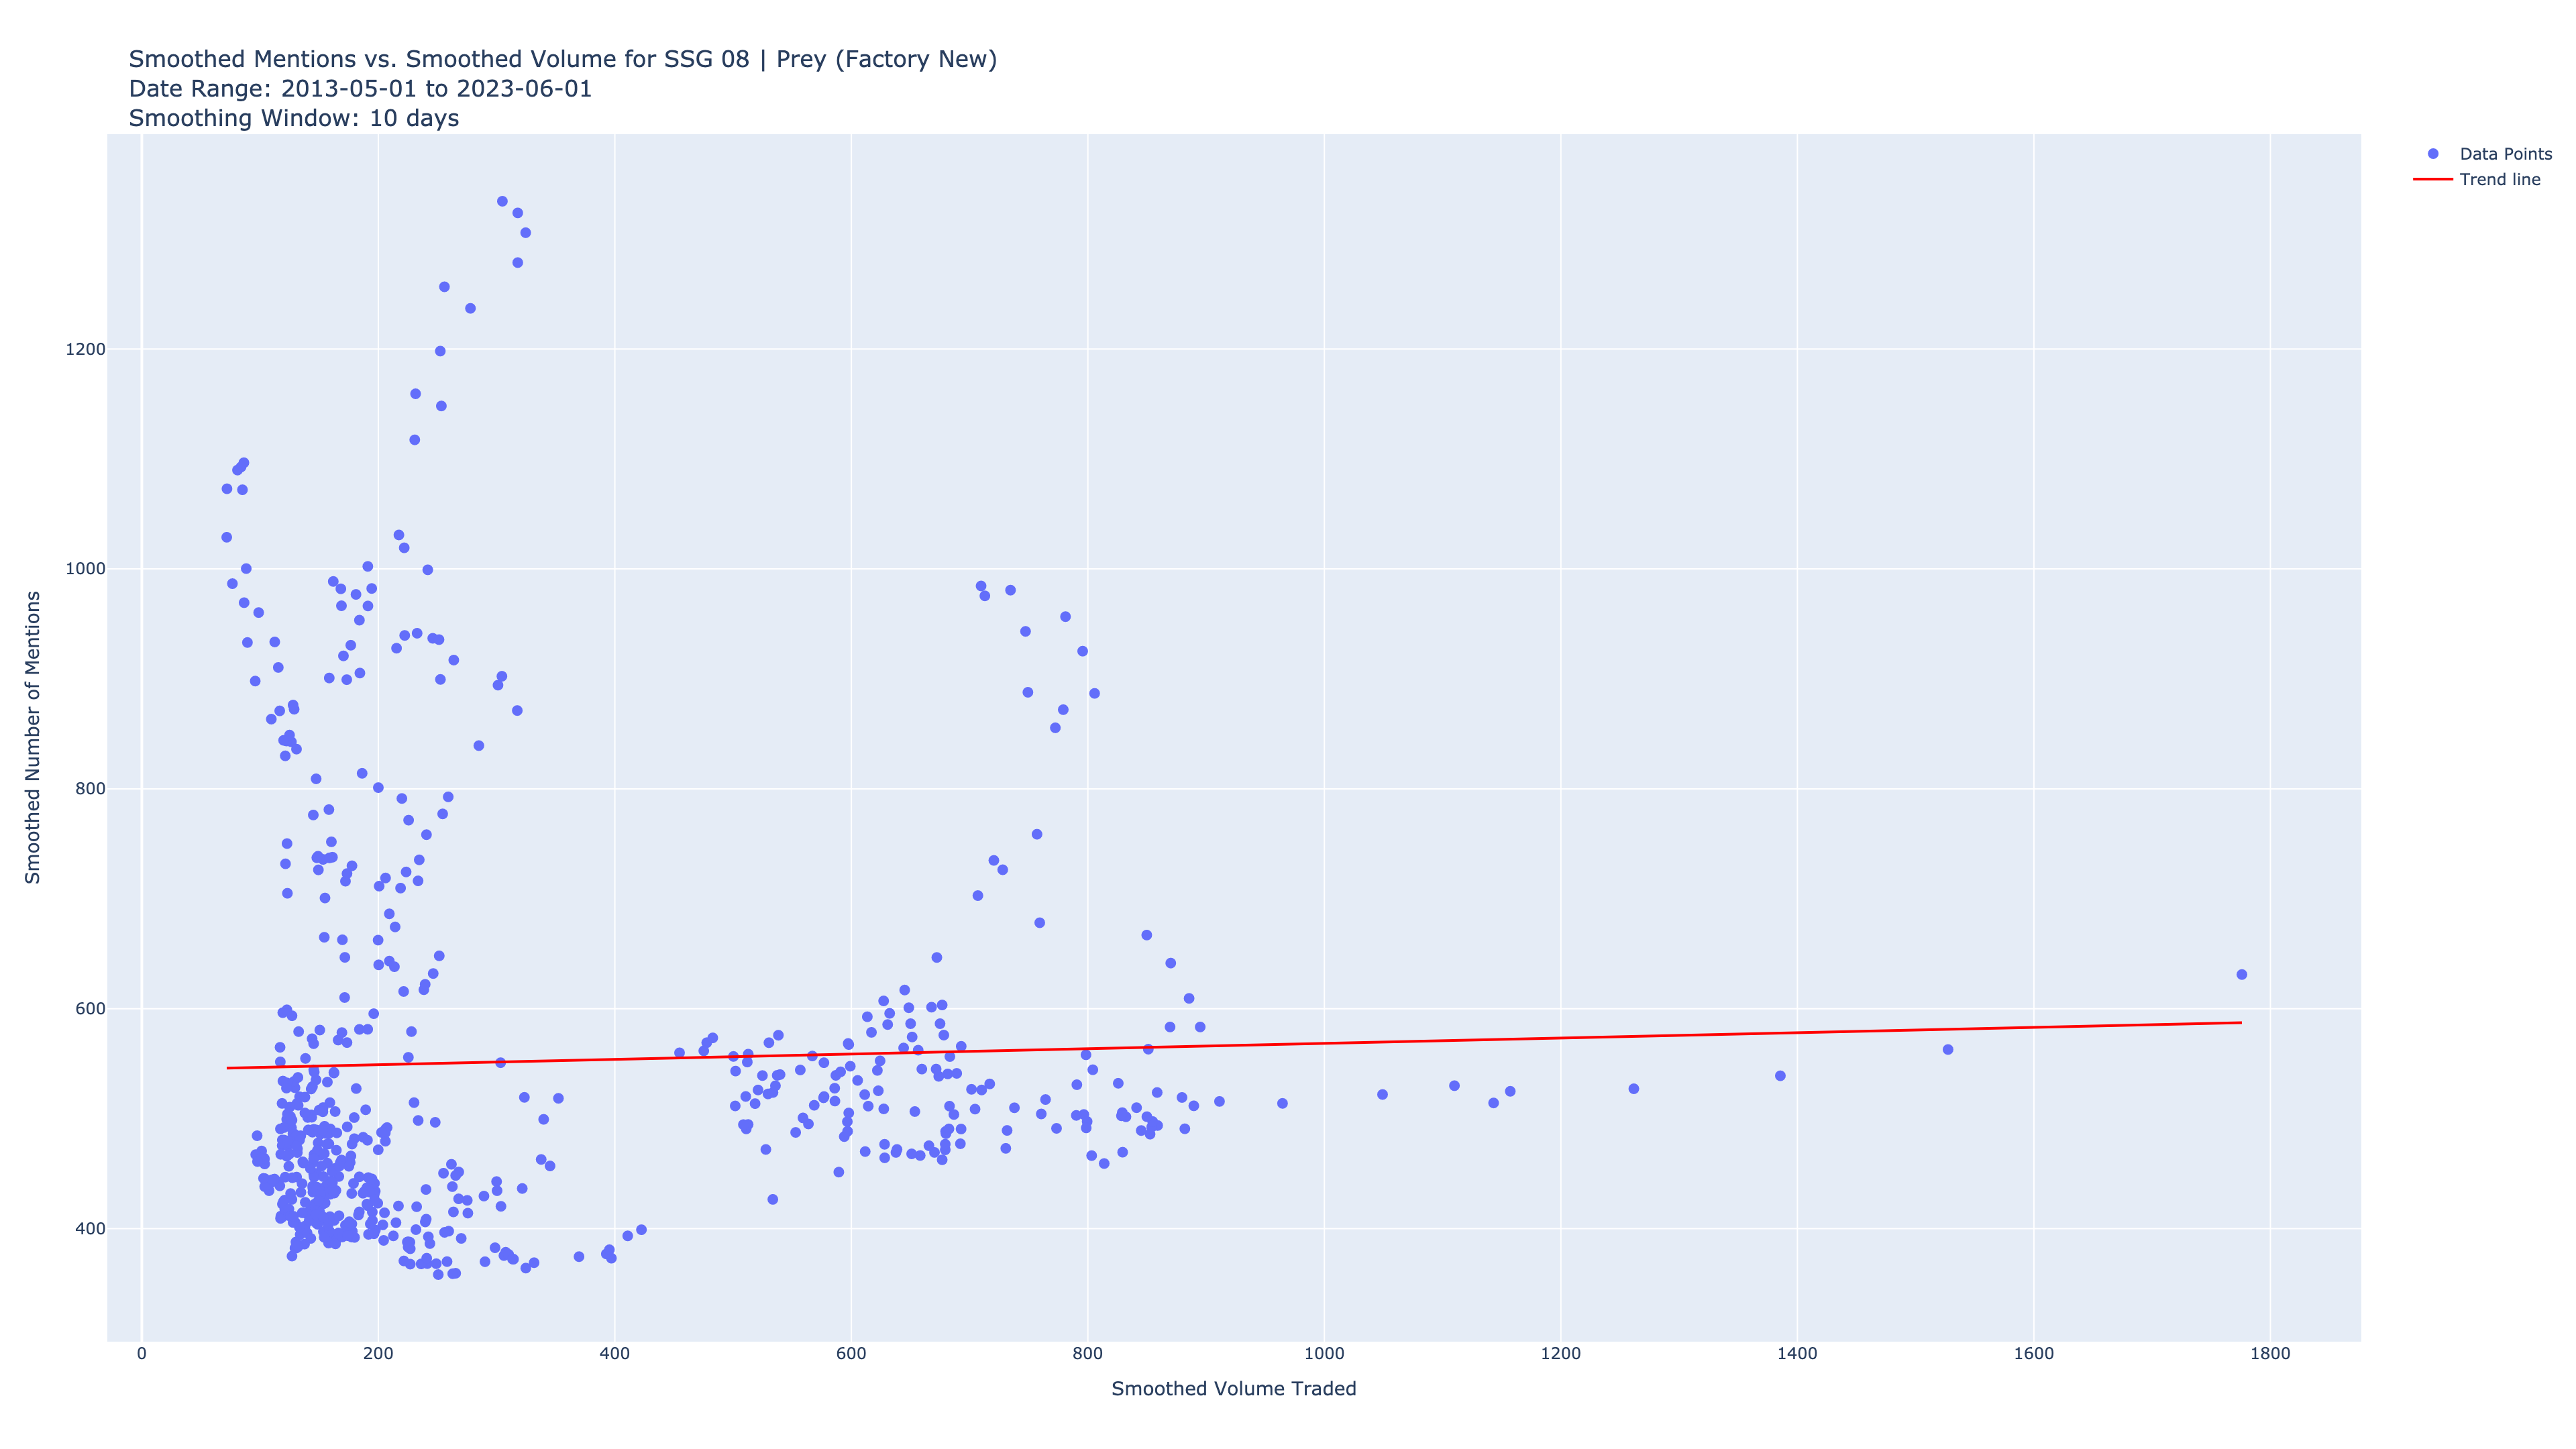 Smoothed Mentions vs. Smoothed Volume for SSG 08 | Prey (Factory New)
Date Range: 2013-05-01 to 2023-06-01
Smoothing Window: 10 days
Data Points
Trend line
Smoothed Number of Mentions
1200
1000
800
600
400
0 200 400 600 800 1000 1200 1400 1600 1800
Smoothed Volume Traded